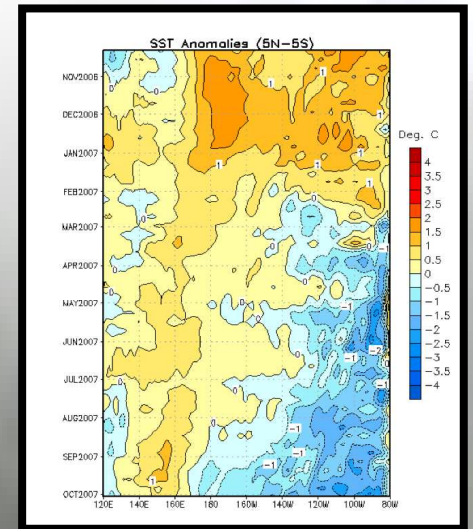 SST Anomalies (5N-5S)
NOV2006
DEC2006
JAN2007
FEB2007
MAR2007
APR2007
MAY2007
JUN2007
JUL2007
AUG2007
SEP2007
OCT2007
120E 140E 160E 180 160W 140W 120W 100W 80W
Deg. C
4
3.5
3
2.5
2
1.5
1
0.5
0
-0.5
-1
-1.5
-2
-2.5
-3
-3.5
-4